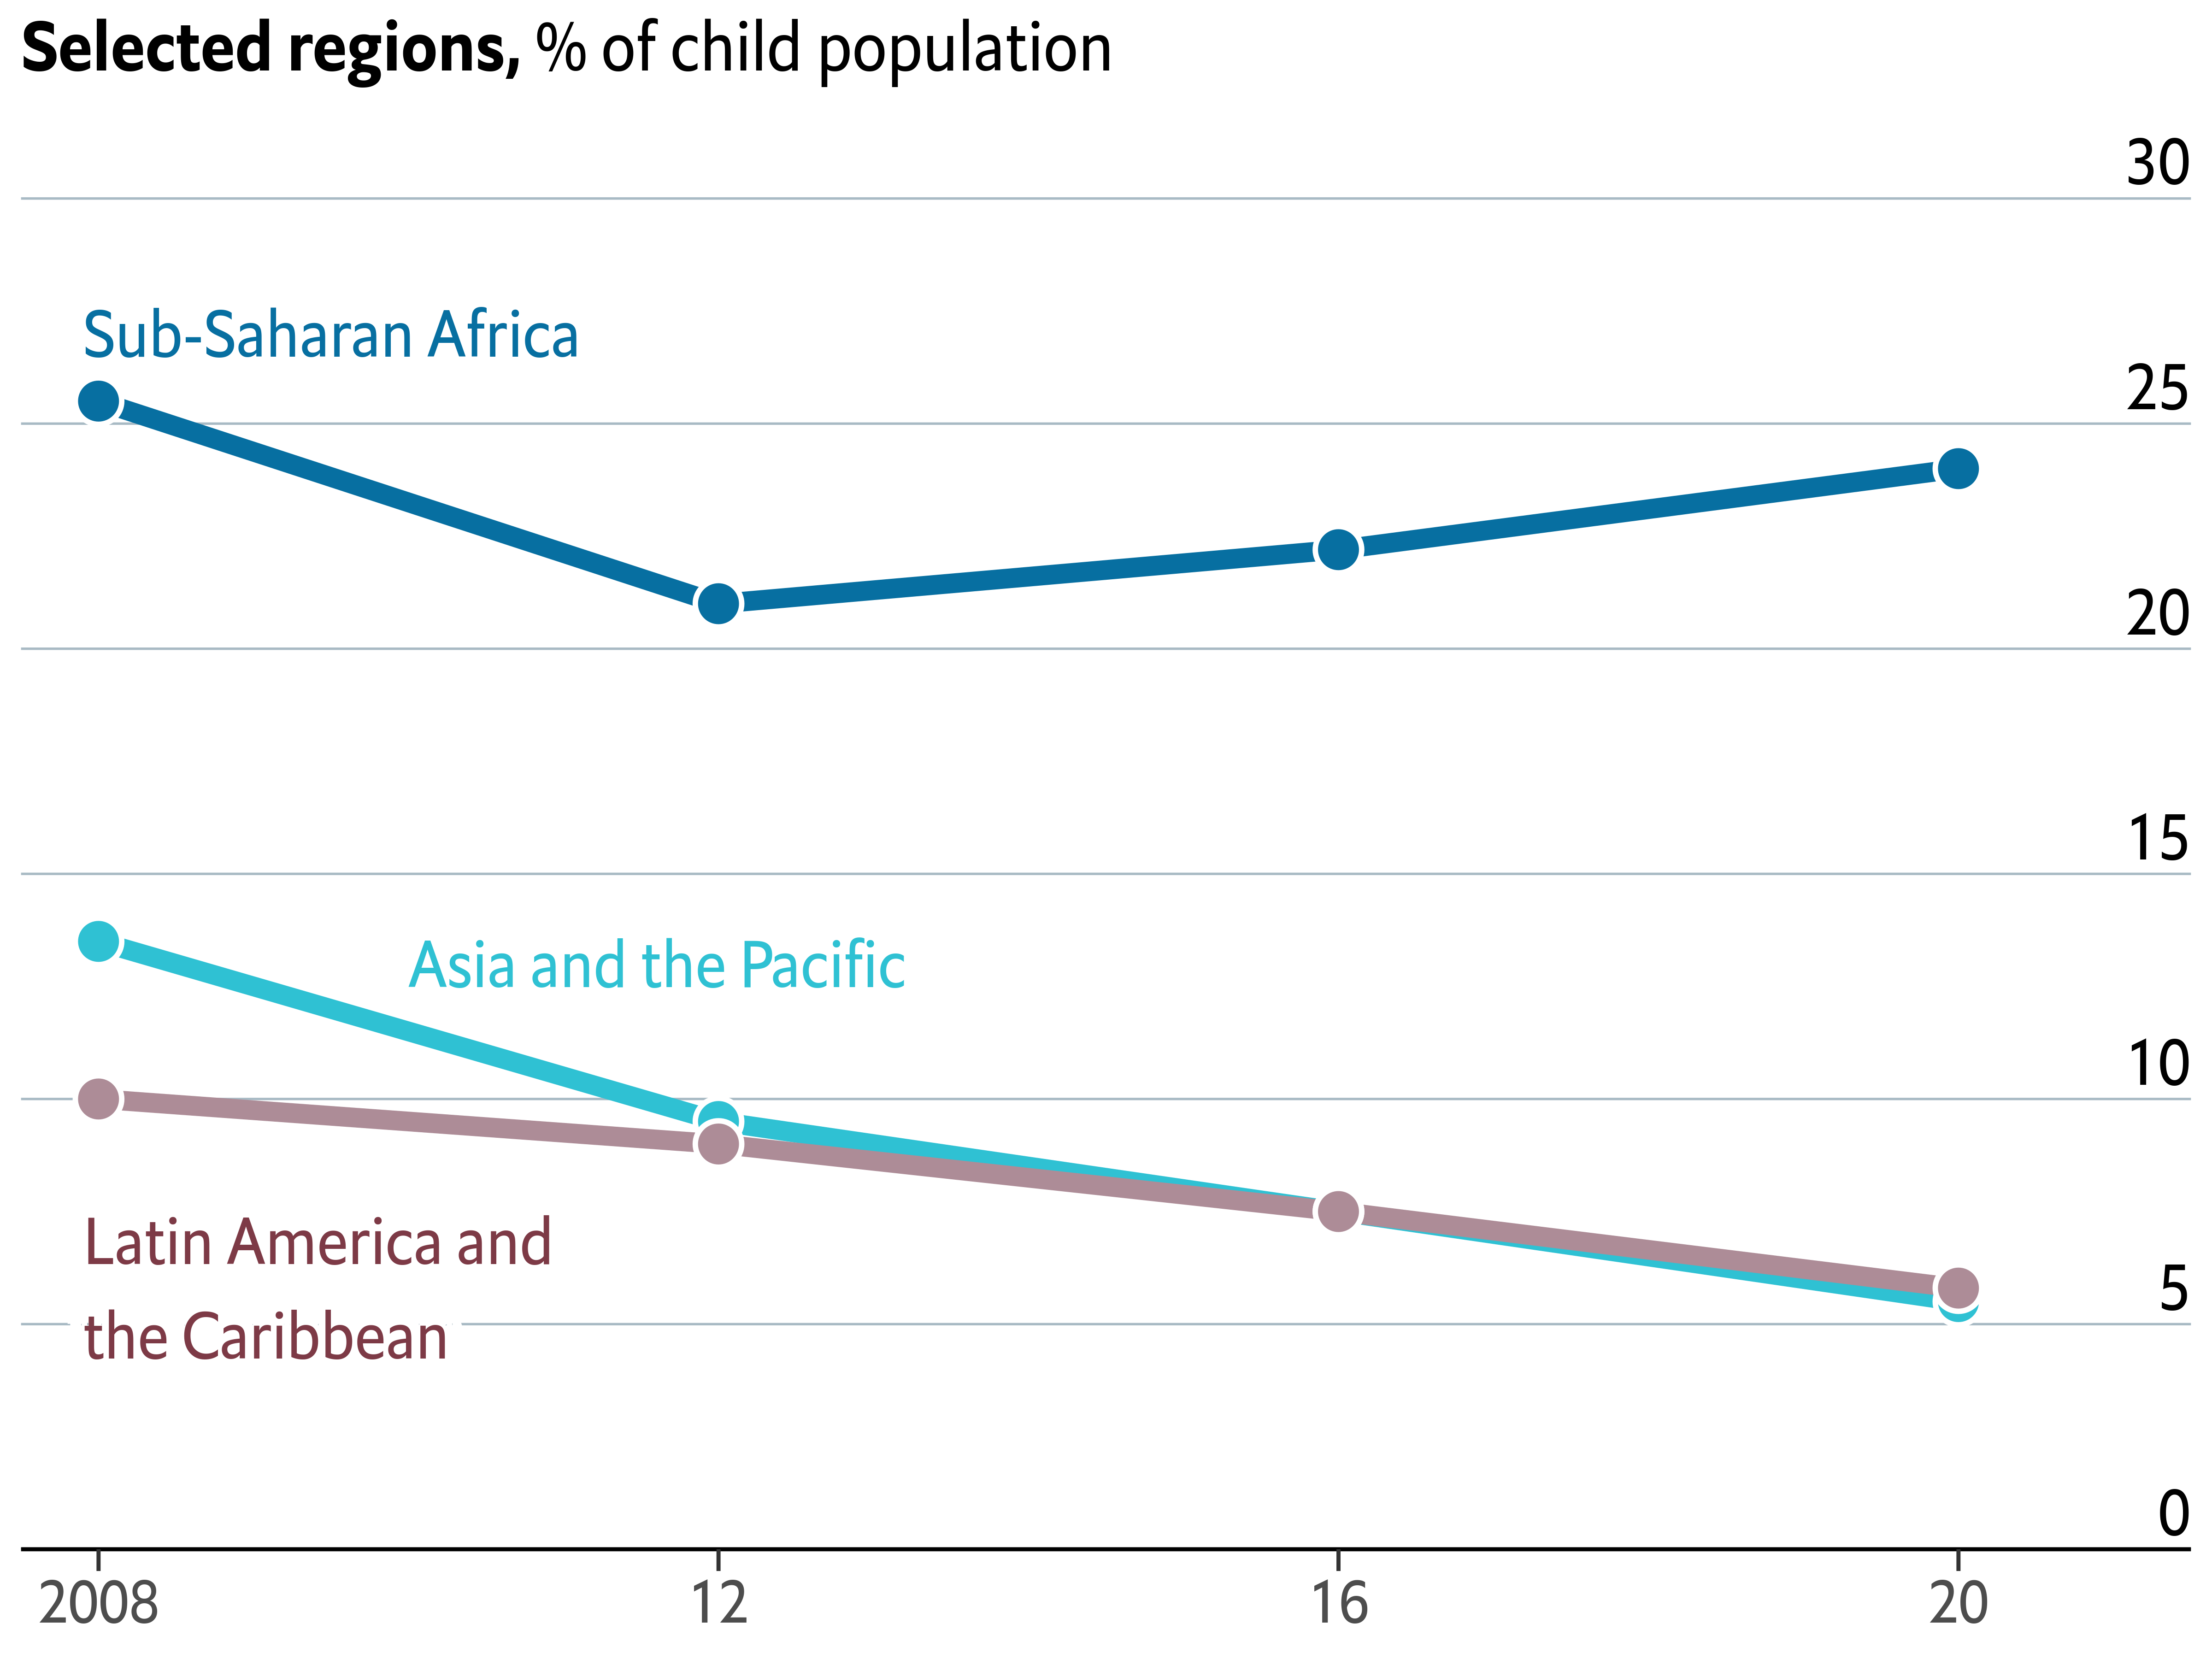 Selected regions, % of child population
30
Sub-Saharan Africa
25
20
15
Asia and the Pacific
10
Latin America and
the Caribbean
5
0
2008 12 16 20